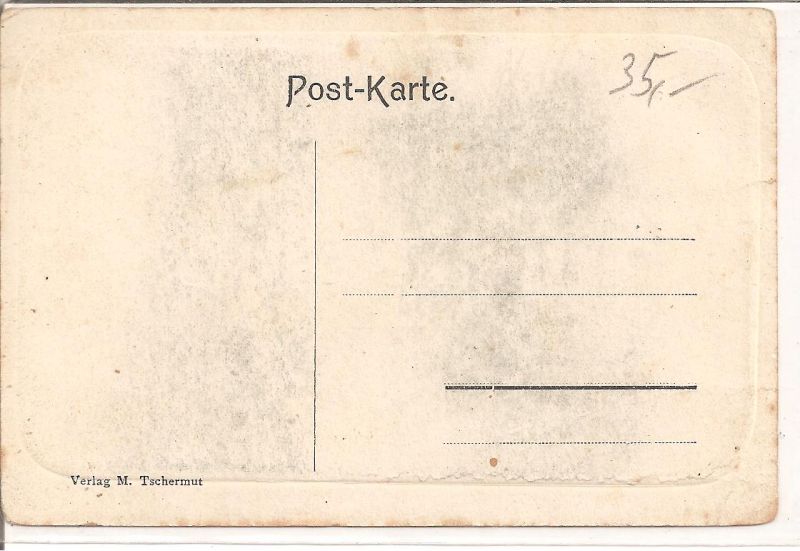 Post-Karte.
35,-
Verlag M. Tschermut